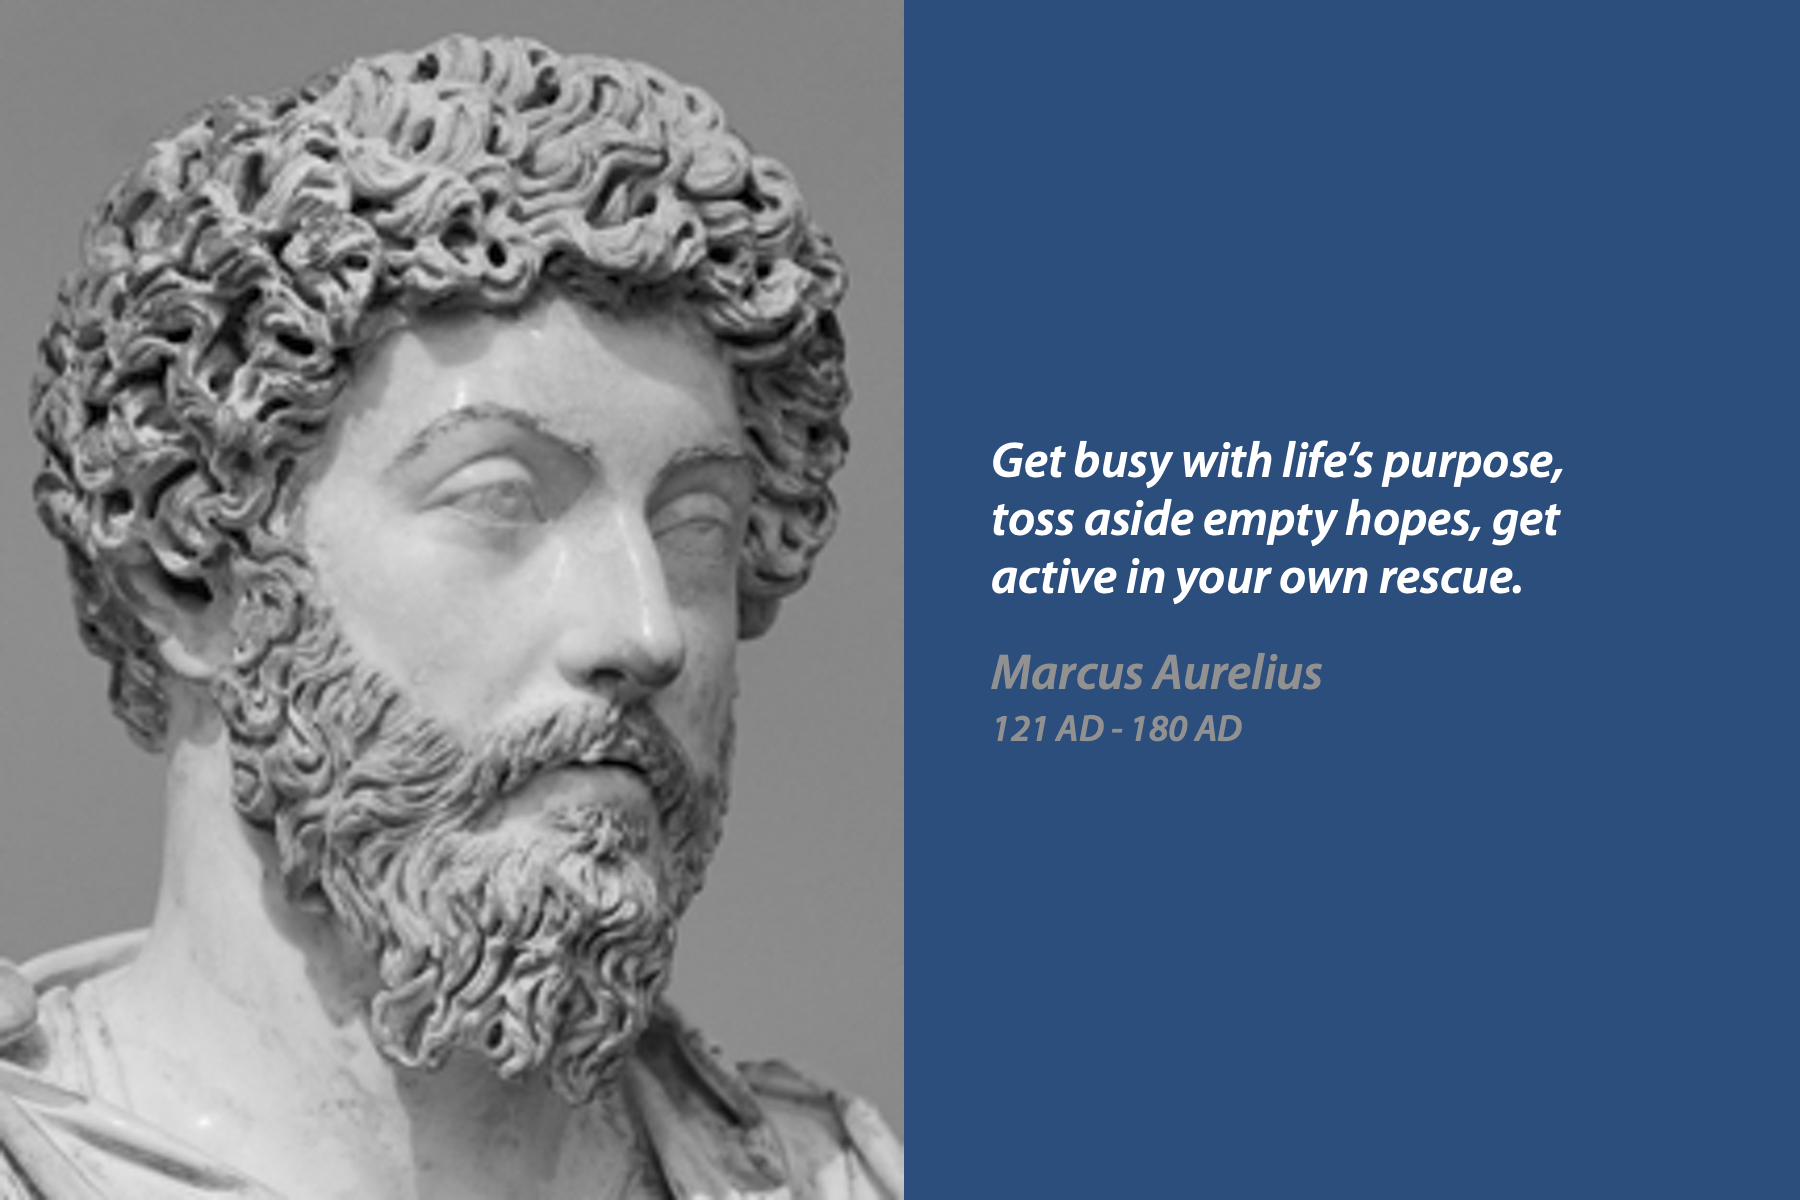 Get busy with life’s purpose,
toss aside empty hopes, get
active in your own rescue.
Marcus Aurelius
121 AD - 180 AD